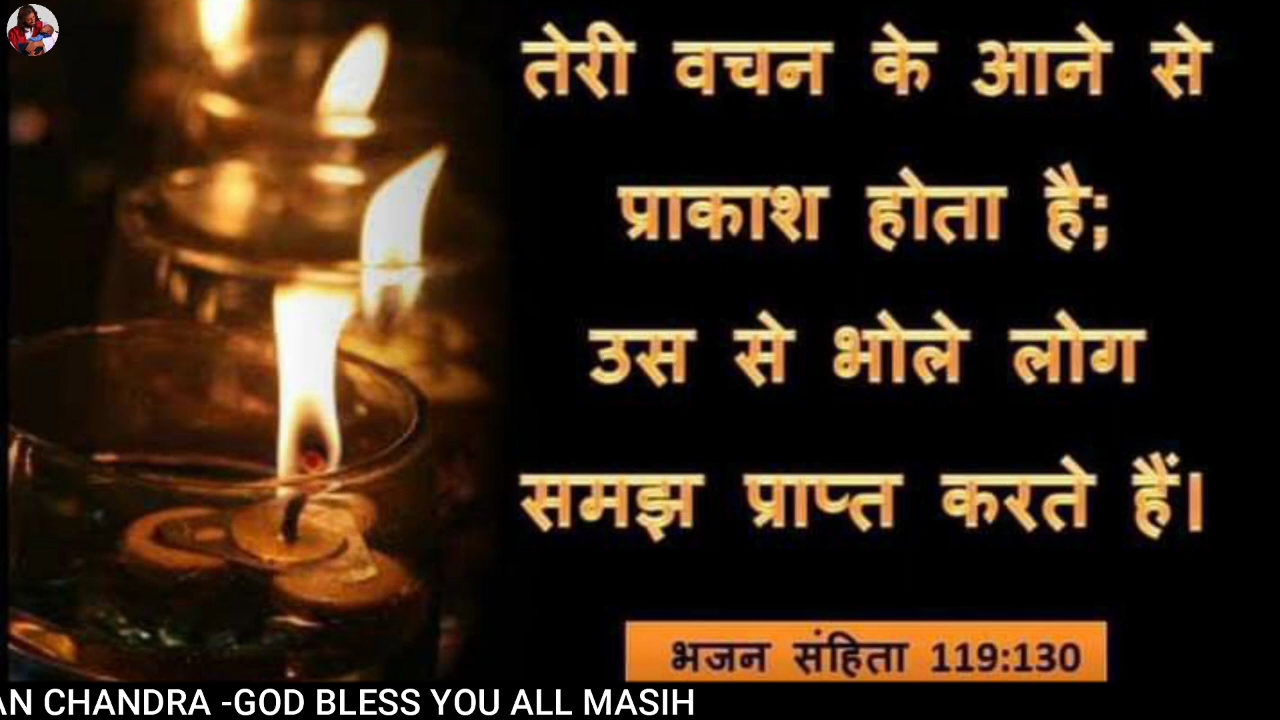 तेरी वचन के आने से
प्राकाश होता है;
उस से भोले लोग
समझ प्राप्त करते हैं।
भजन संहिता 119:130
AN CHANDRA -GOD BLESS YOU ALL MASIH